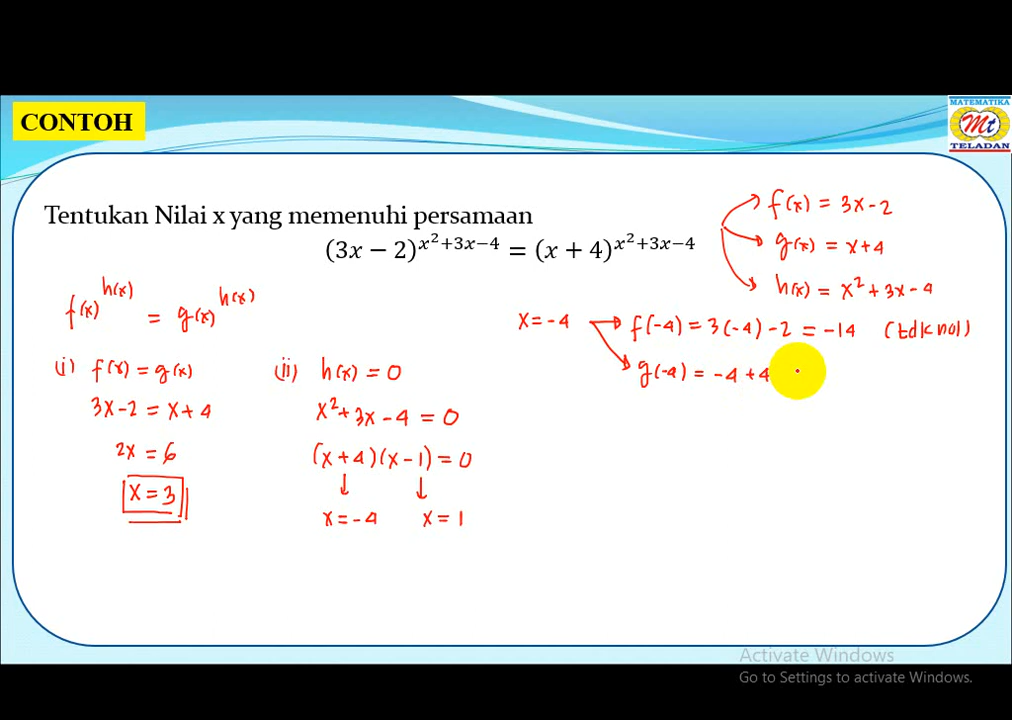 CONTOH
MATEMATIKA
Mt
TELADAN
Tentukan Nilai x yang memenuhi persamaan
(3x − 2)^{x²+3x−4} = (x + 4)^{x²+3x−4}
f(x) = 3x-2
g(x) = x+4
h(x) = x² + 3x - 4
f(x)^{h(x)} = g(x)^{h(x)}
(i) f(x) = g(x)
3x-2 = x+4
2x = 6
x = 3
(ii) h(x) = 0
x² + 3x - 4 = 0
(x + 4)(x - 1) = 0
↓ ↓
x = -4 x = 1
x = -4 → f(-4) = 3(-4) - 2 = -14 (tdk nol)
g(-4) = -4 + 4
Activate Windows
Go to Settings to activate Windows.